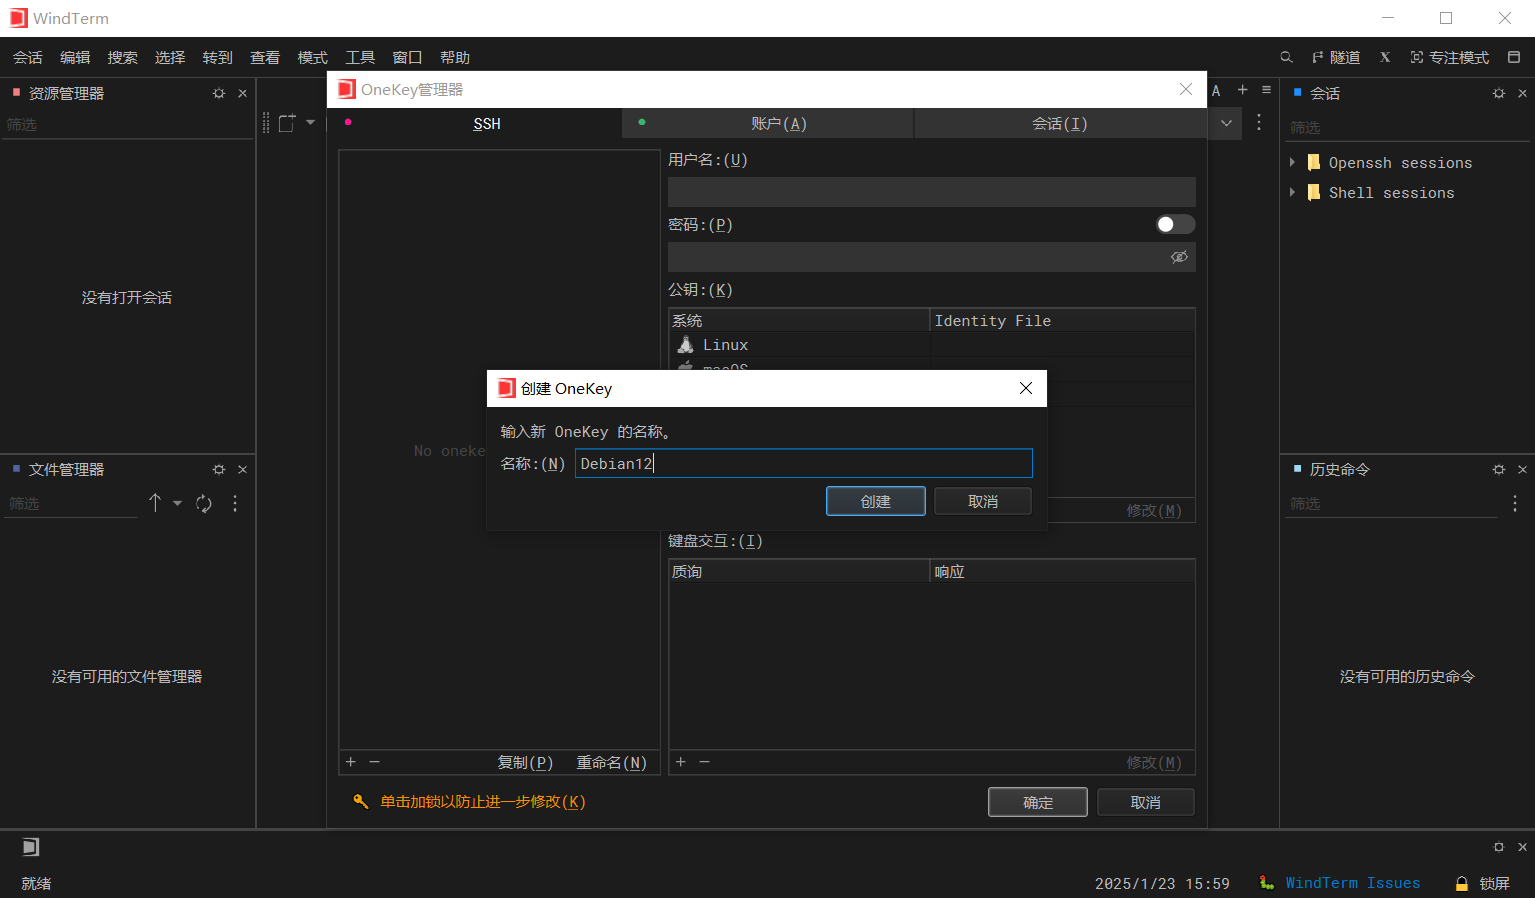 WindTerm
会话 编辑 搜索 选择 转到 查看 模式 工具 窗口 帮助
隧道 X 专注模式
资源管理器
筛选
没有打开会话
文件管理器
筛选
没有可用的文件管理器
OneKey管理器
SSH
账户(A)
会话(I)
用户名:(U)
密码:(P)
公钥:(K)
系统 Identity File
Linux
macOS
No oneke
修改(M)
创建 OneKey
输入新 OneKey 的名称。
名称:(N) Debian12
创建 取消
键盘交互:(I)
质询 响应
+ − 复制(P) 重命名(N)
+ − 修改(M)
单击加锁以防止进一步修改(K)
确定 取消
A + ≡
会话
筛选
Openssh sessions
Shell sessions
历史命令
筛选
没有可用的历史命令
就绪
2025/1/23 15:59 WindTerm Issues 锁屏